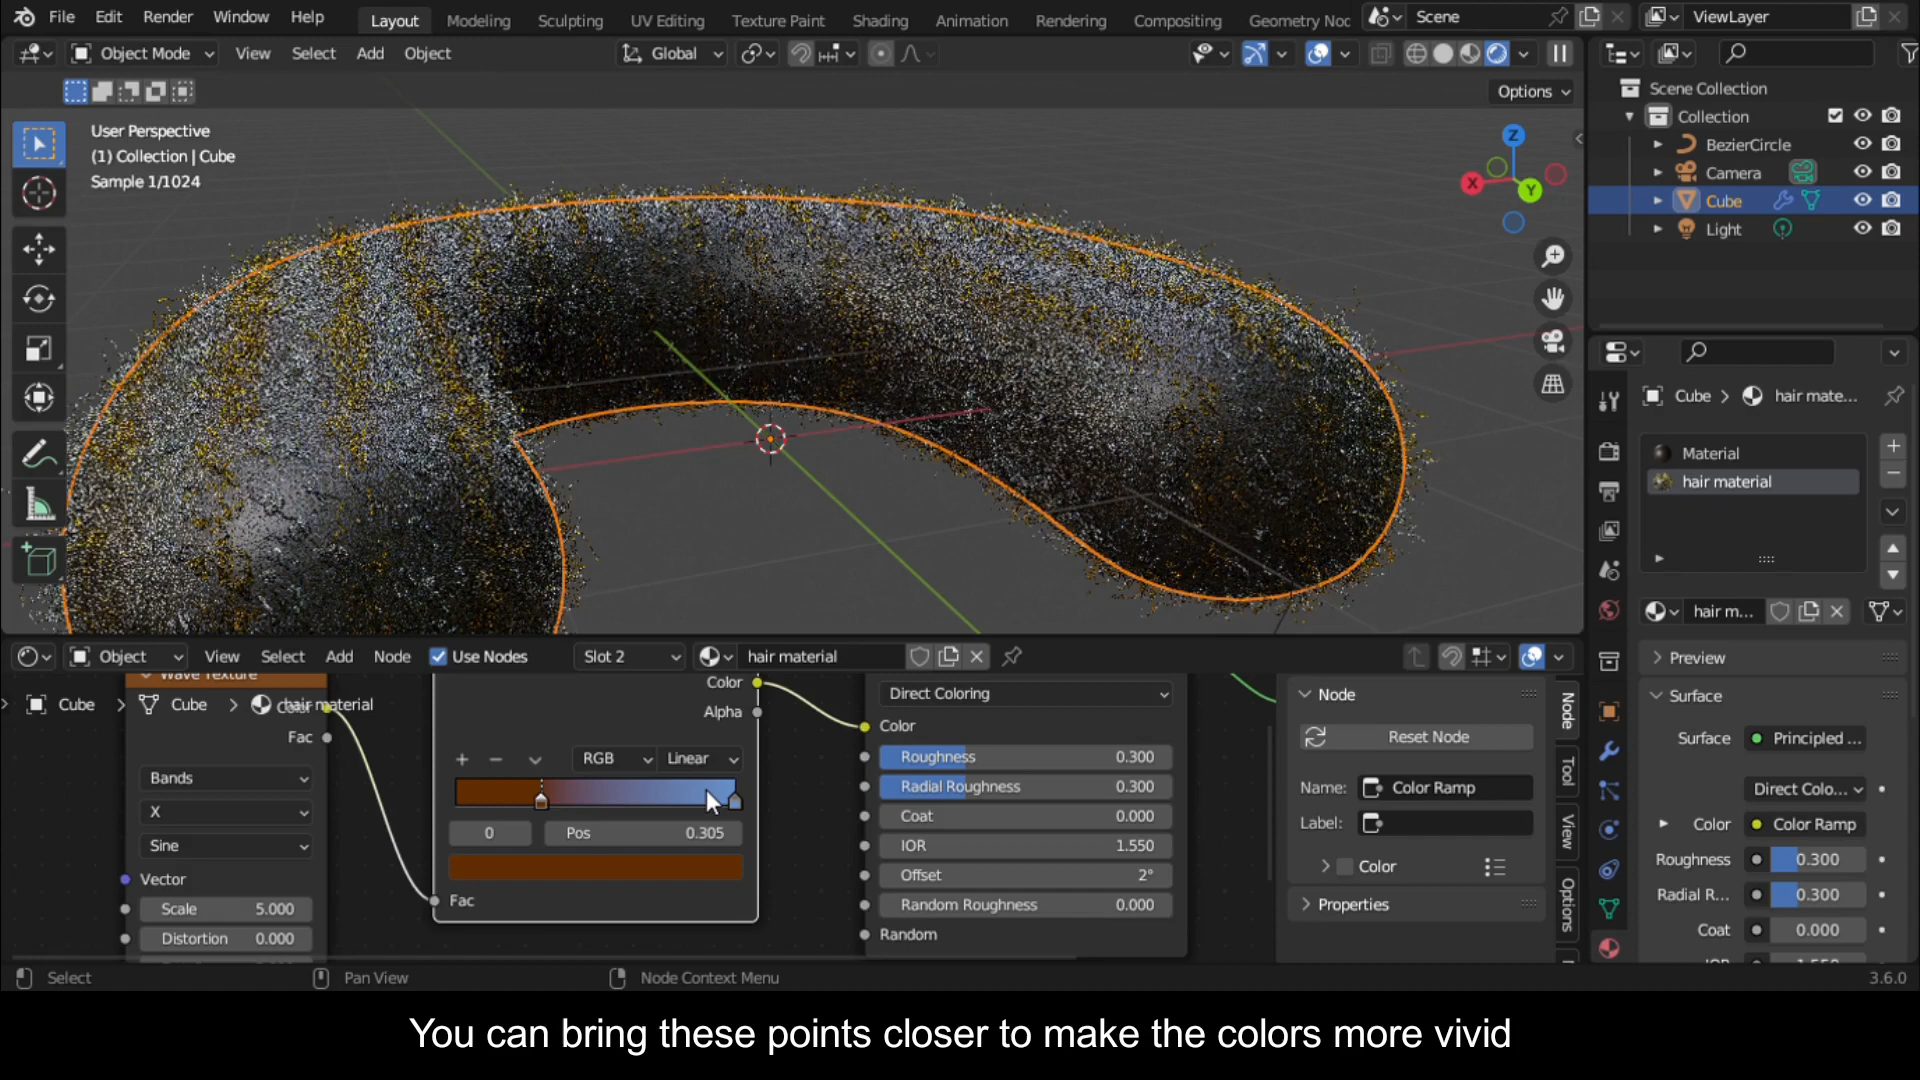 File Edit Render Window Help
Layout Modeling Sculpting UV Editing Texture Paint Shading Animation Rendering Compositing Geometry Noc
Scene
ViewLayer
Object Mode View Select Add Object
Global
Options
User Perspective
(1) Collection | Cube
Sample 1/1024
Z
X
Y
Scene Collection
Collection
BezierCircle
Camera
Cube
Light
Cube hair mate...
Material
hair material
hair m...
Preview
Surface
Surface Principled ...
Direct Colo...
Color Color Ramp
Roughness 0.300
Radial R... 0.300
Coat 0.000
Object View Select Add Node Use Nodes Slot 2 hair material
Wave Texture
Cube Cube hair material
Color
Fac
Bands
X
Sine
Vector
Scale 5.000
Distortion 0.000
Color
Alpha
RGB Linear
0 Pos 0.305
Fac
Direct Coloring
Color
Roughness 0.300
Radial Roughness 0.300
Coat 0.000
IOR 1.550
Offset 2°
Random Roughness 0.000
Random
Node
Reset Node
Name: Color Ramp
Label:
Color
Properties
Node
Tool
View
Options
Select Pan View Node Context Menu
3.6.0
You can bring these points closer to make the colors more vivid